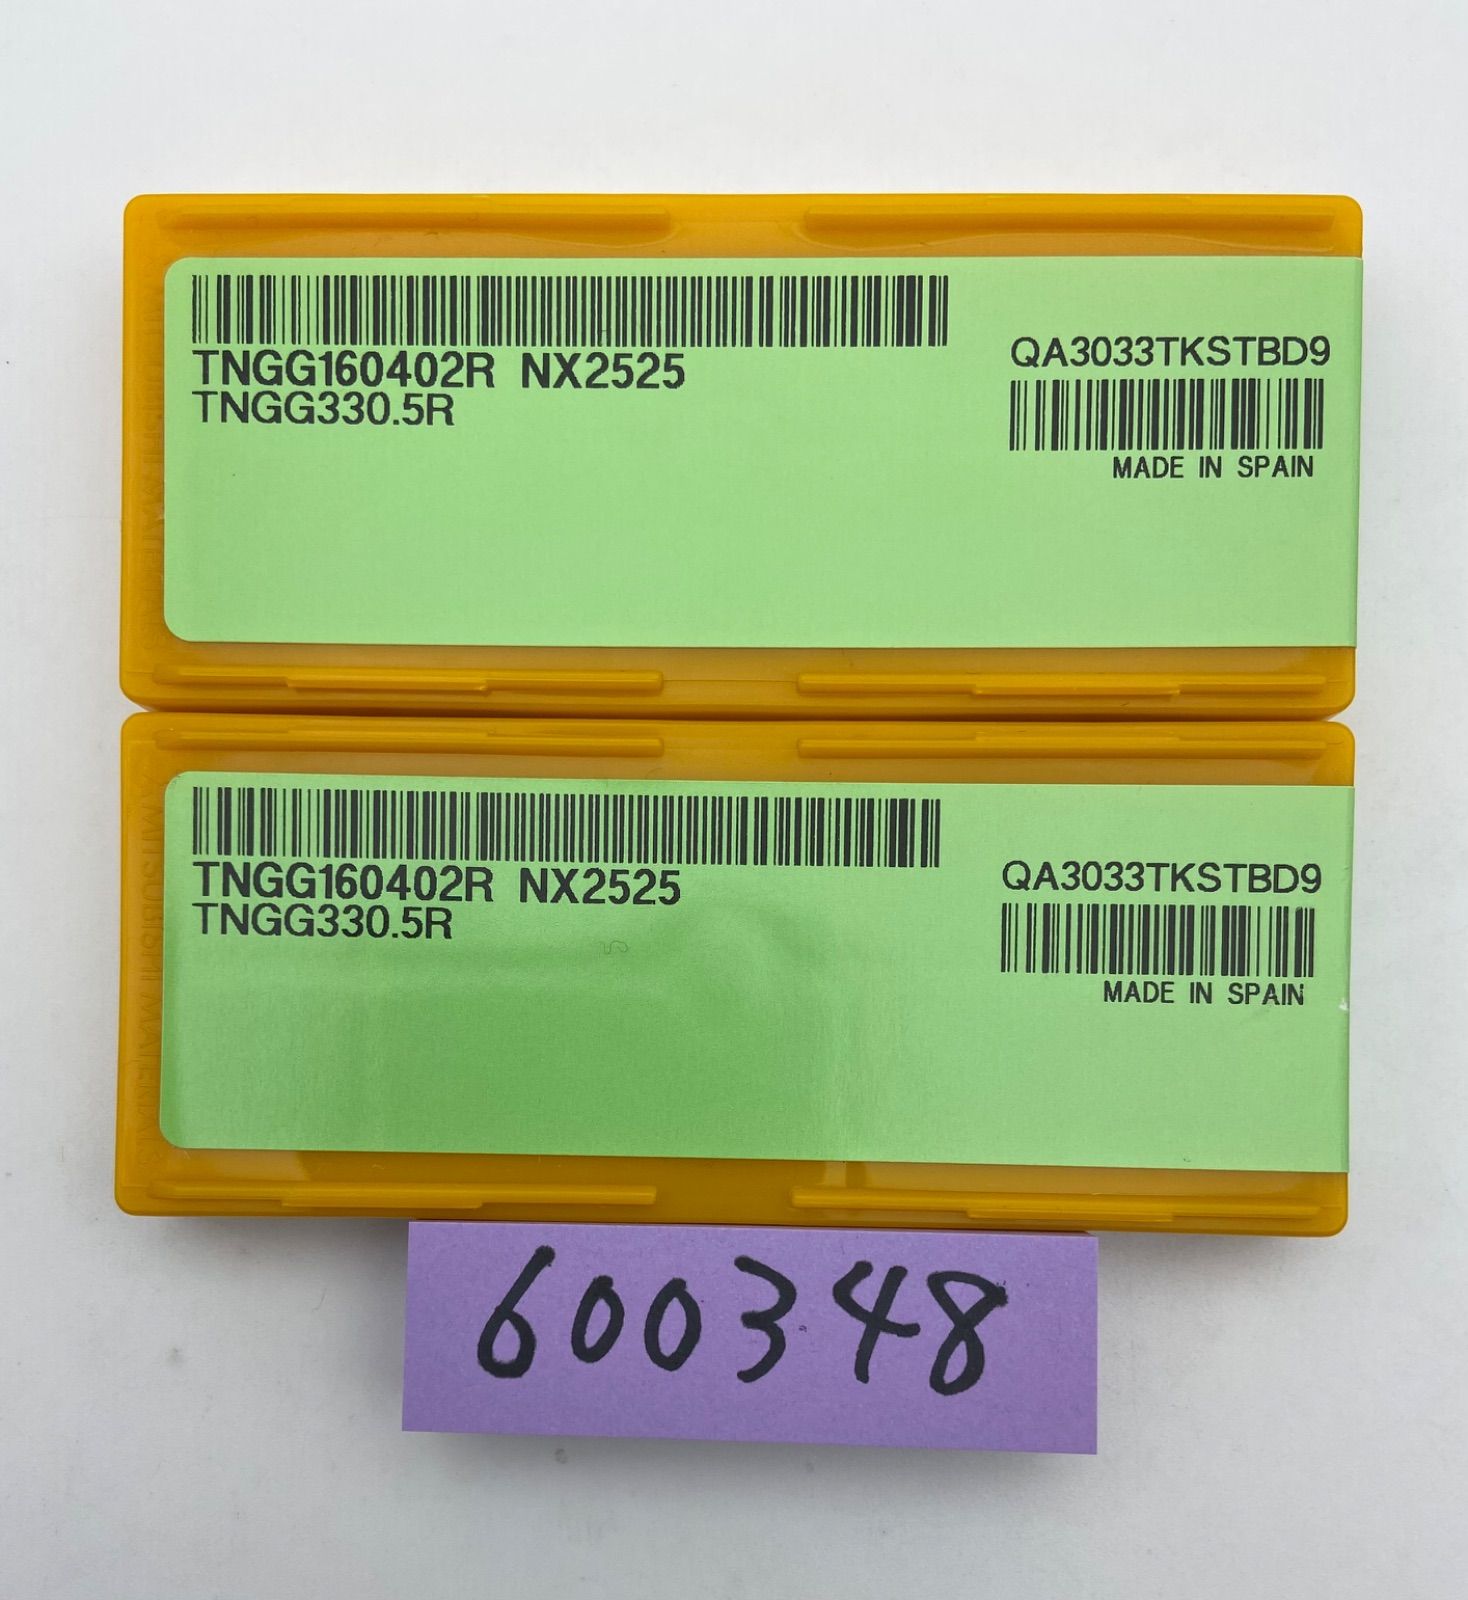 TNGG160402R NX2525
TNGG330.5R
QA3033TKSTBD9
MADE IN SPAIN
TNGG160402R NX2525
TNGG330.5R
QA3033TKSTBD9
MADE IN SPAIN
600348